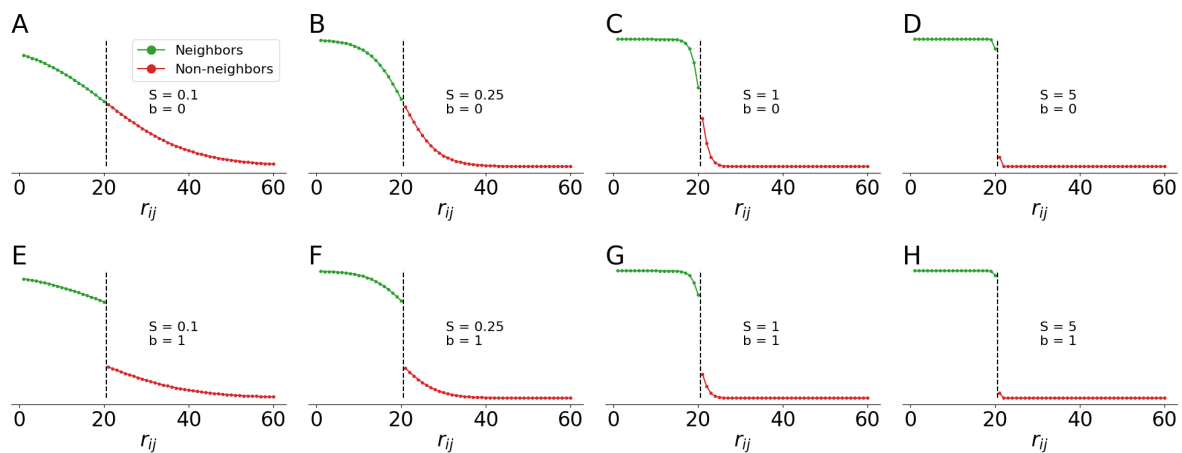 A
Neighbors
Non-neighbors
S = 0.1
b = 0
0 20 40 60
r_ij
B
S = 0.25
b = 0
0 20 40 60
r_ij
C
S = 1
b = 0
0 20 40 60
r_ij
D
S = 5
b = 0
0 20 40 60
r_ij
E
S = 0.1
b = 1
0 20 40 60
r_ij
F
S = 0.25
b = 1
0 20 40 60
r_ij
G
S = 1
b = 1
0 20 40 60
r_ij
H
S = 5
b = 1
0 20 40 60
r_ij